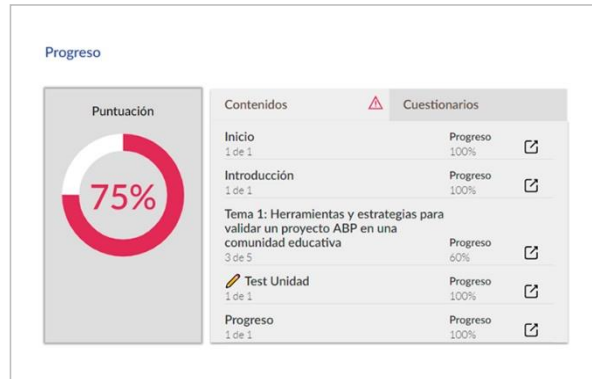 Progreso
Puntuación
75%
Contenidos
Cuestionarios
Inicio
1 de 1
Progreso
100%
Introducción
1 de 1
Progreso
100%
Tema 1: Herramientas y estrategias para
validar un proyecto ABP en una
comunidad educativa
3 de 5
Progreso
60%
Test Unidad
1 de 1
Progreso
100%
Progreso
1 de 1
Progreso
100%